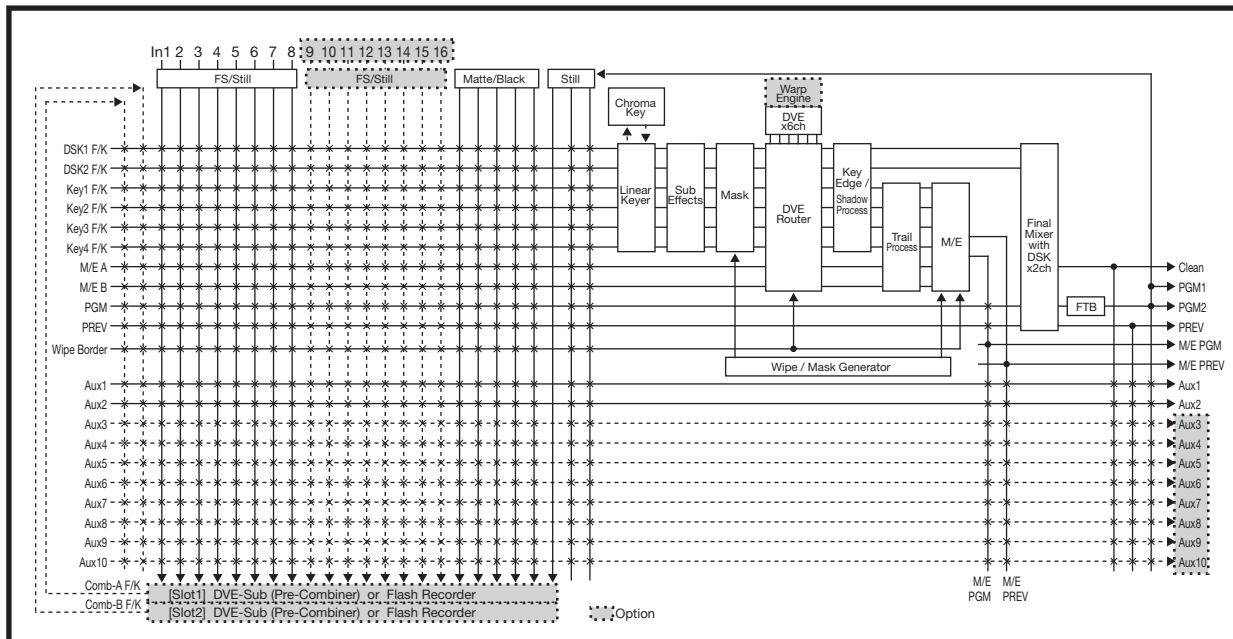 In1 2 3 4 5 6 7 8 9 10 11 12 13 14 15 16
FS/Still
FS/Still
Matte/Black
Still
Chroma
Key
Warp
Engine
DVE
x6ch
DSK1 F/K
DSK2 F/K
Key1 F/K
Key2 F/K
Key3 F/K
Key4 F/K
M/E A
M/E B
PGM
PREV
Wipe Border
Aux1
Aux2
Aux3
Aux4
Aux5
Aux6
Aux7
Aux8
Aux9
Aux10
Comb-A F/K
Comb-B F/K
Linear
Keyer
Sub
Effects
Mask
DVE
Router
Key
Edge /
Shadow
Process
Trail
Process
M/E
Final
Mixer
with
DSK
x2ch
FTB
Wipe / Mask Generator
Clean
PGM1
PGM2
PREV
M/E PGM
M/E PREV
Aux1
Aux2
Aux3
Aux4
Aux5
Aux6
Aux7
Aux8
Aux9
Aux10
M/E
PGM
M/E
PREV
[Slot1] DVE-Sub (Pre-Combiner) or Flash Recorder
[Slot2] DVE-Sub (Pre-Combiner) or Flash Recorder
Option